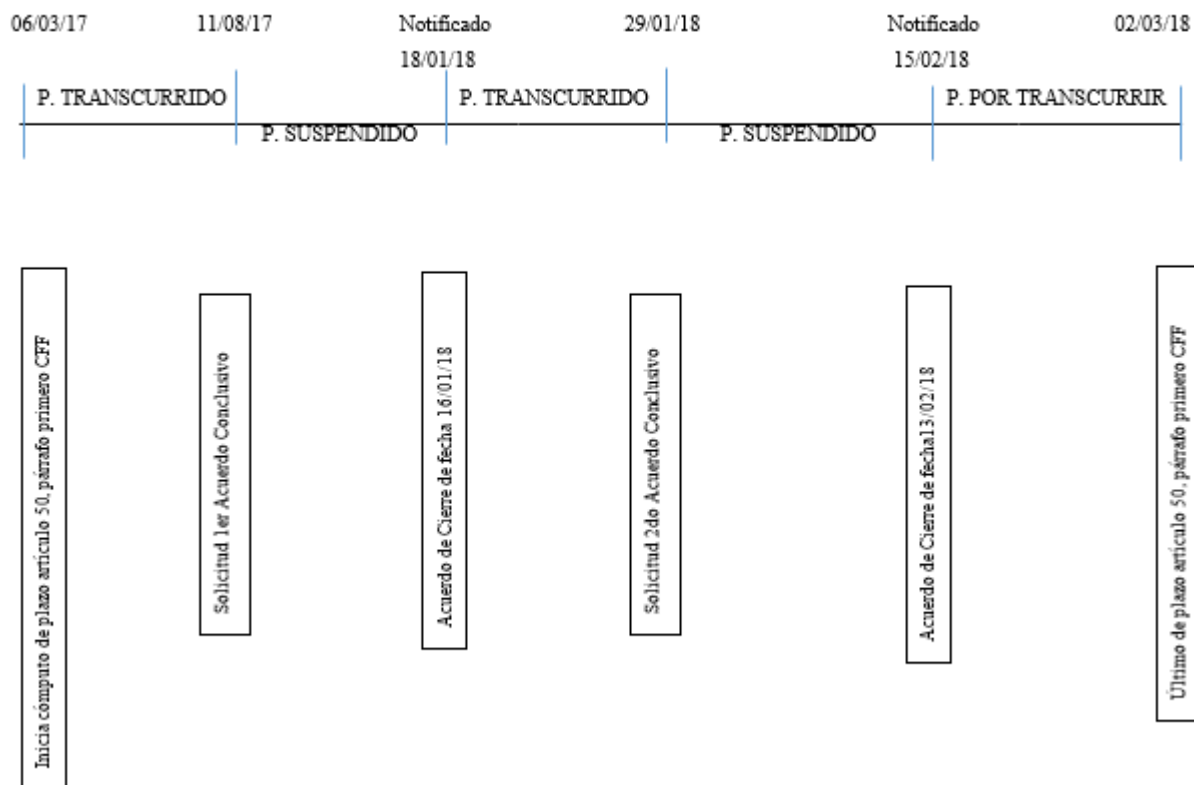 06/03/17
11/08/17
Notificado
18/01/18
29/01/18
Notificado
15/02/18
02/03/18
P. TRANSCURRIDO
P. SUSPENDIDO
P. TRANSCURRIDO
P. SUSPENDIDO
P. POR TRANSCURRIR
Inicia cómputo de plazo artículo 50, párrafo primero CFF
Solicitud 1er Acuerdo Conclusivo
Acuerdo de Cierre de fecha 16/01/18
Solicitud 2do Acuerdo Conclusivo
Acuerdo de Cierre de fecha13/02/18
Último de plazo artículo 50, párrafo primero CFF